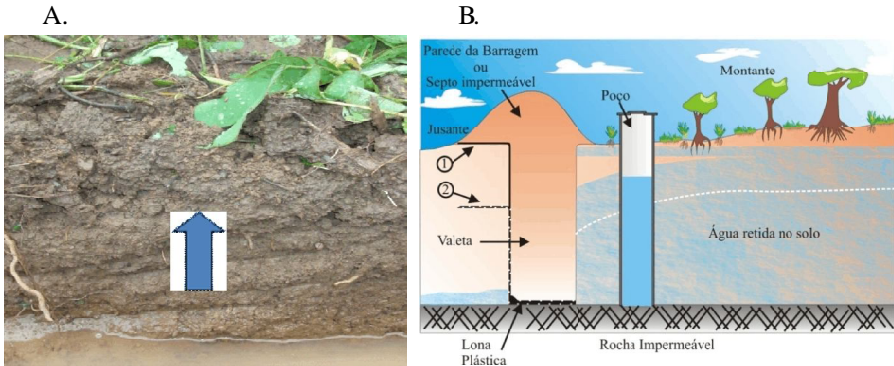 A.
B.
Parece da Barragem
ou
Septo impermeável
Montante
Poço
Jusante
1
2
Valeta
Água retida no solo
Lona
Plástica
Rocha Impermeável